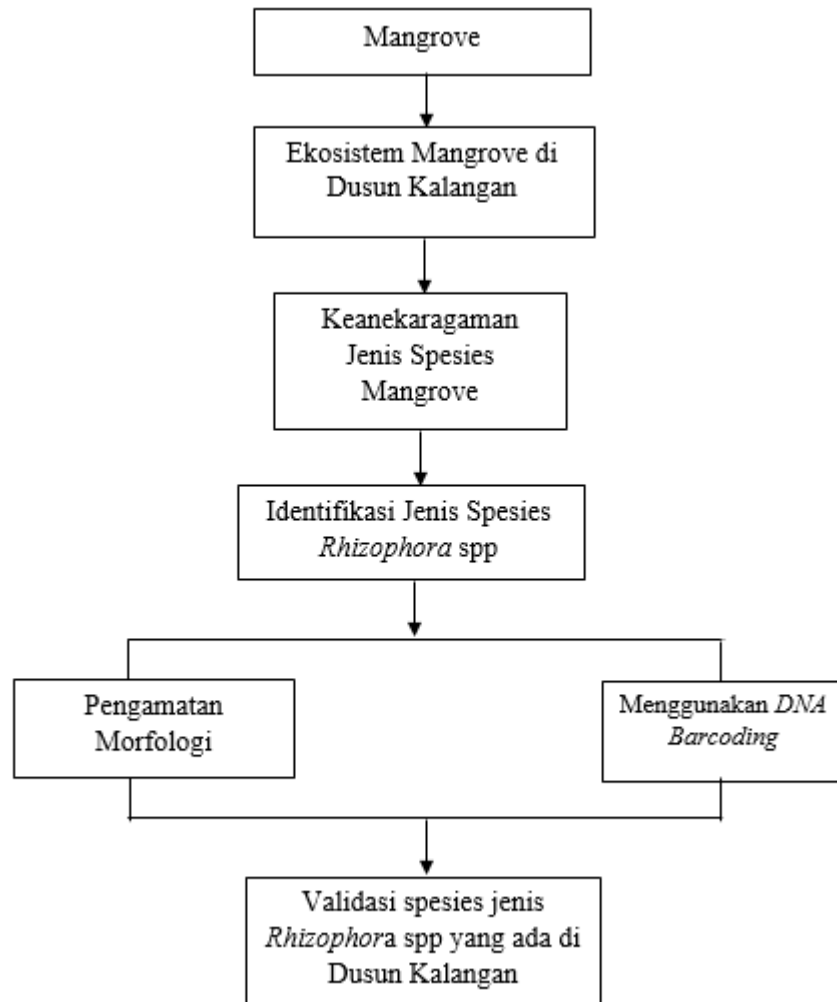 Mangrove
Ekosistem Mangrove di
Dusun Kalangan
Keanekaragaman
Jenis Spesies
Mangrove
Identifikasi Jenis Spesies
Rhizophora spp
Pengamatan
Morfologi
Menggunakan DNA
Barcoding
Validasi spesies jenis
Rhizophora spp yang ada di
Dusun Kalangan